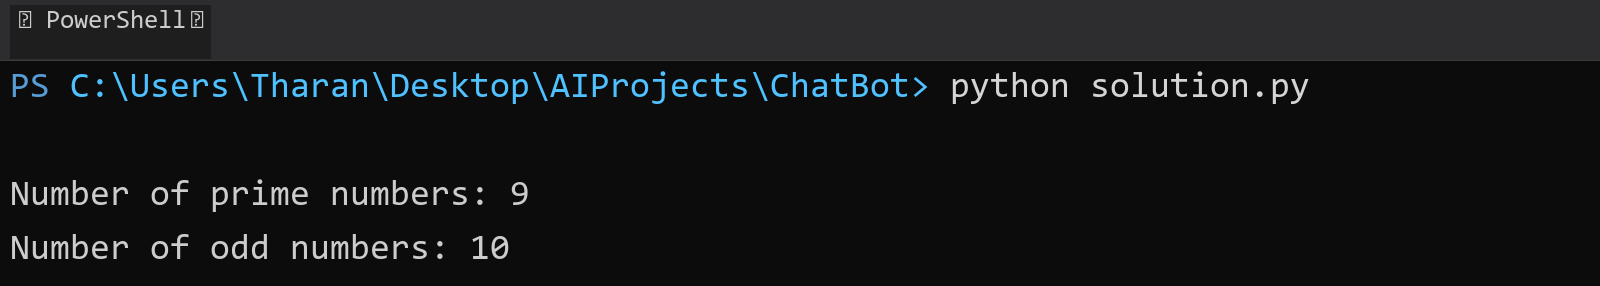 PowerShell
PS C:\Users\Tharan\Desktop\AIProjects\ChatBot> python solution.py
Number of prime numbers: 9
Number of odd numbers: 10